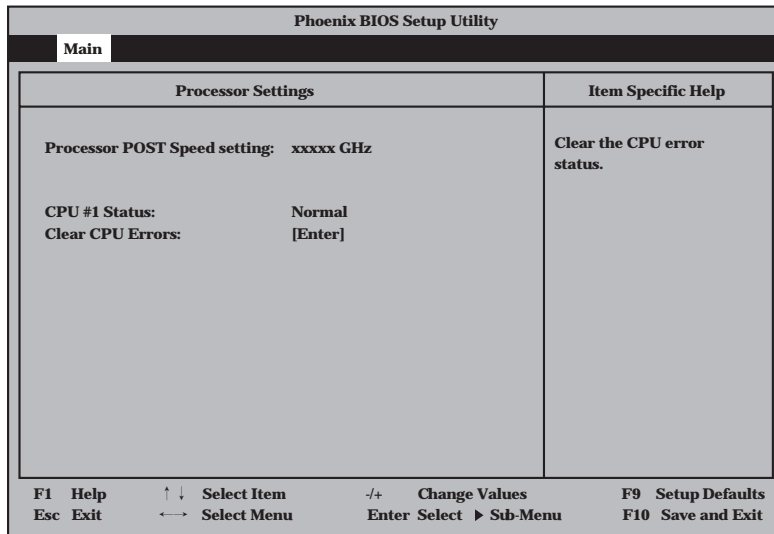 Phoenix BIOS Setup Utility
Main
Processor Settings
Item Specific Help
Processor POST Speed setting: xxxxx GHz
CPU #1 Status: Normal
Clear CPU Errors: [Enter]
Clear the CPU error
status.
F1 Help ↑ ↓ Select Item -/+ Change Values F9 Setup Defaults
Esc Exit ←→ Select Menu Enter Select ▶ Sub-Menu F10 Save and Exit